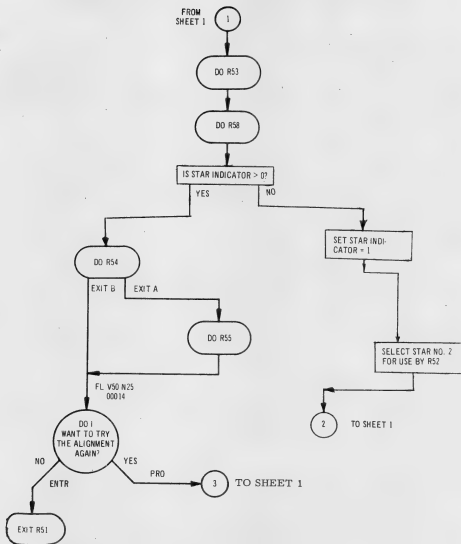 FROM
SHEET 1
1
DO R53
DO R58
IS STAR INDICATOR > 0?
YES
NO
SET STAR INDI-
CATOR = 1
DO R54
EXIT B
EXIT A
DO R55
SELECT STAR NO. 2
FOR USE BY R52
FL V50 N25
00014
2
TO SHEET 1
DO I
WANT TO TRY
THE ALIGNMENT
AGAIN?
NO
YES
ENTR
PRO
3
TO SHEET 1
EXIT R51